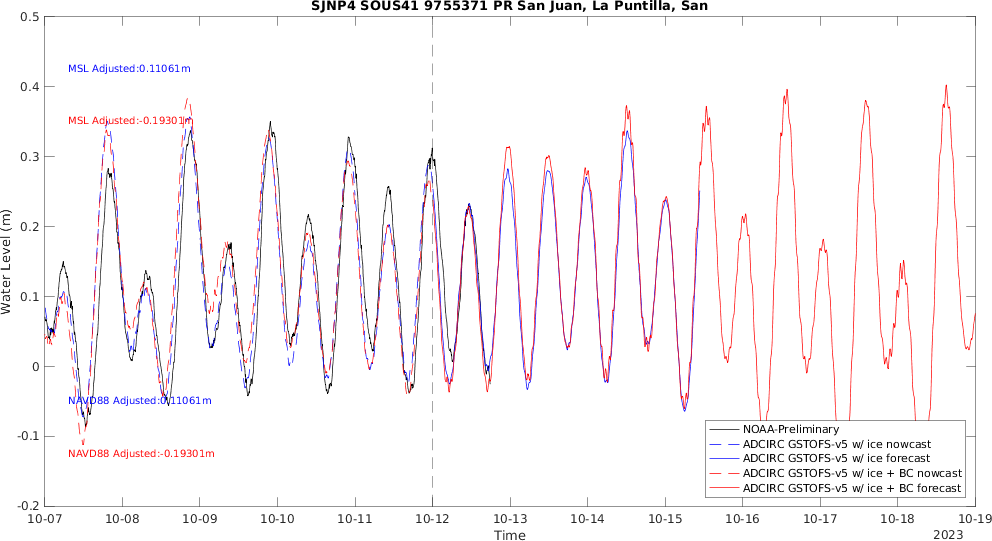 SJNP4 SOUS41 9755371 PR San Juan, La Puntilla, San
0.5
0.4
0.3
0.2
0.1
0
-0.1
-0.2
Water Level (m)
MSL Adjusted:0.11061m
MSL Adjusted:-0.19301m
NAVD88 Adjusted:0.11061m
NAVD88 Adjusted:-0.19301m
NOAA-Preliminary
ADCIRC GSTOFS-v5 w/ ice nowcast
ADCIRC GSTOFS-v5 w/ ice forecast
ADCIRC GSTOFS-v5 w/ ice + BC nowcast
ADCIRC GSTOFS-v5 w/ ice + BC forecast
10-07 10-08 10-09 10-10 10-11 10-12 10-13 10-14 10-15 10-16 10-17 10-18 10-19
Time
2023